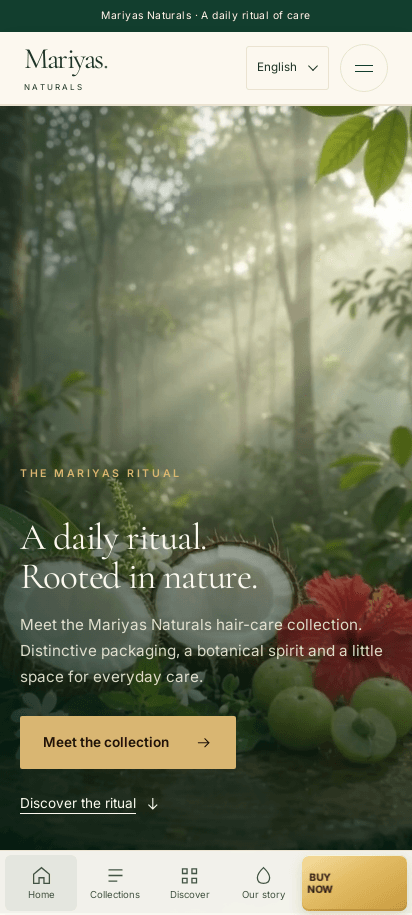 Mariyas Naturals · A daily ritual of care
Mariyas.
NATURALS
English
THE MARIYAS RITUAL
A daily ritual.
Rooted in nature.
Meet the Mariyas Naturals hair-care collection.
Distinctive packaging, a botanical spirit and a little
space for everyday care.
Meet the collection →
Discover the ritual ↓
Home
Collections
Discover
Our story
BUY
NOW